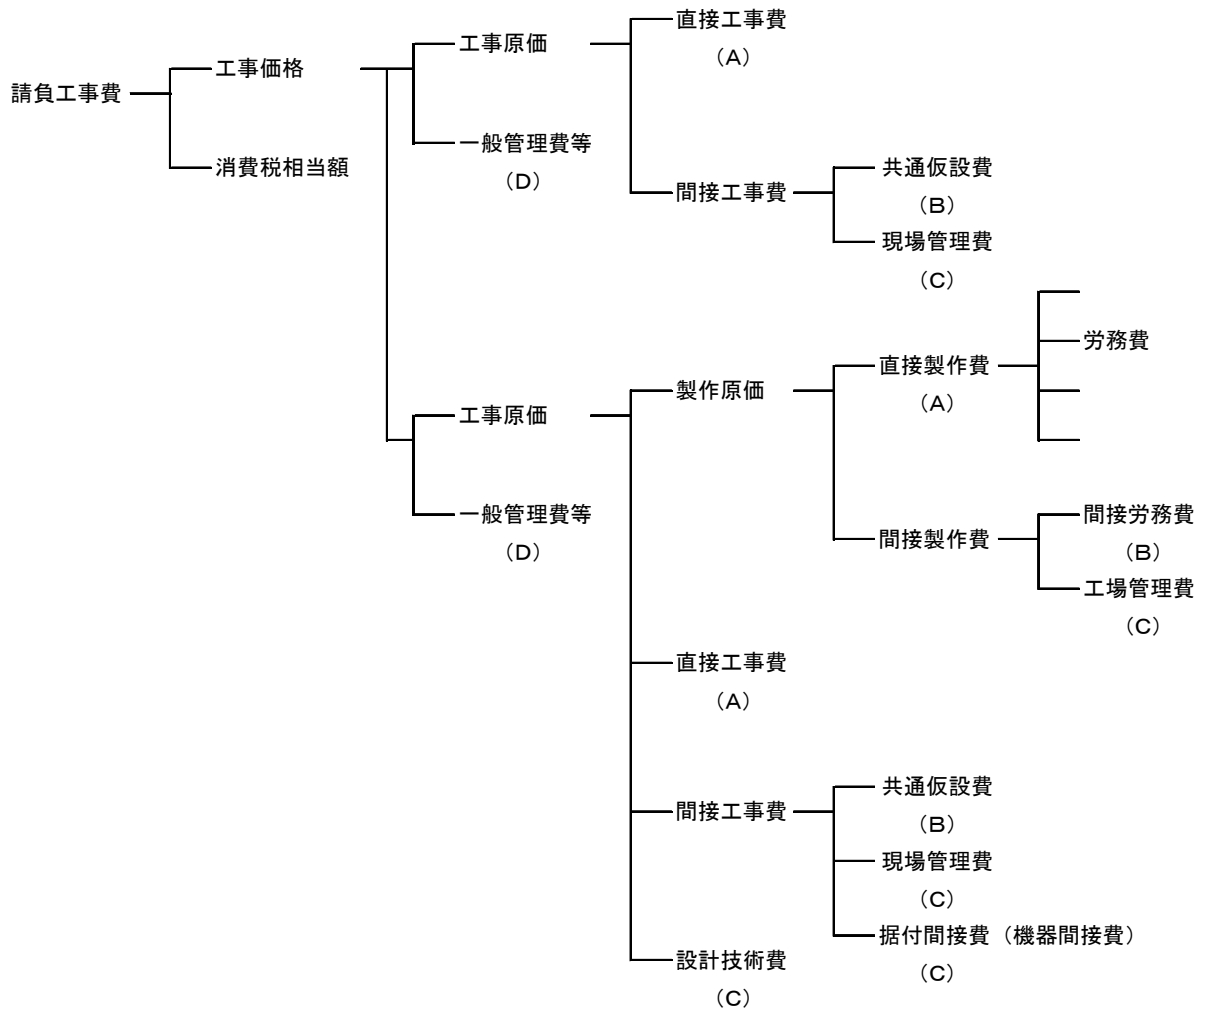 直接工事費
工事原価
（A）
工事価格
請負工事費
一般管理費等
消費税相当額
（D）
共通仮設費
間接工事費
（B）
現場管理費
（C）
労務費
直接製作費
製作原価
（A）
工事原価
一般管理費等
間接労務費
間接製作費
（D）
（B）
工場管理費
（C）
直接工事費
（A）
共通仮設費
間接工事費
（B）
現場管理費
（C）
据付間接費（機器間接費）
設計技術費
（C）
（C）